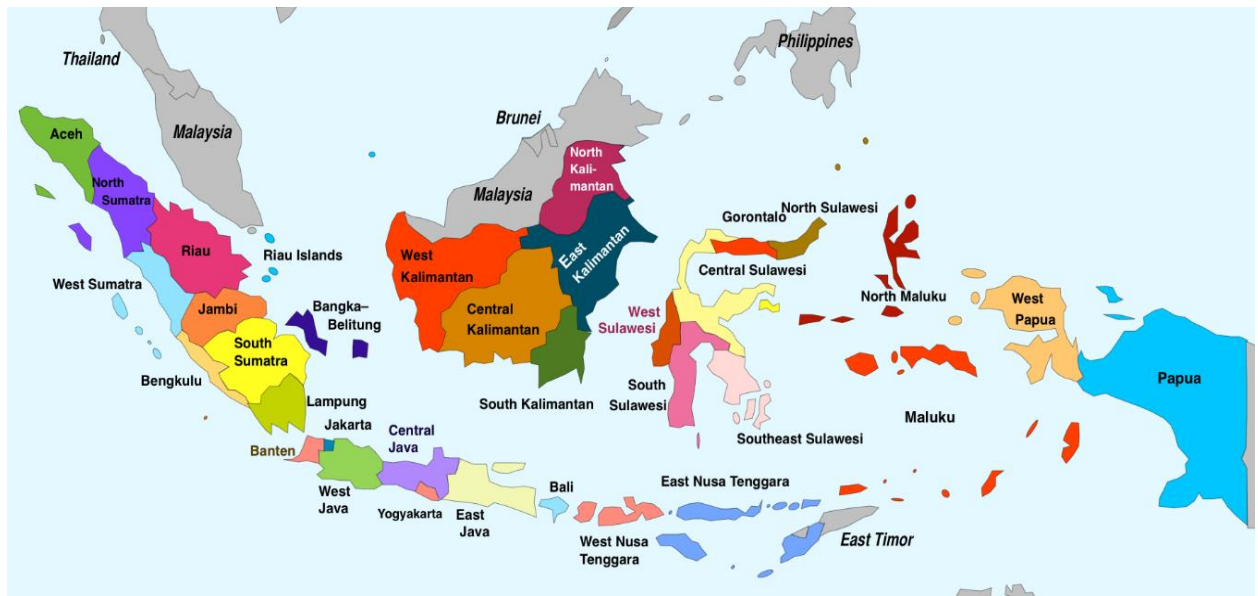 Thailand
Philippines
Malaysia
Brunei
Aceh
North
Sumatra
North
Kali-
mantan
Malaysia
Gorontalo
North Sulawesi
Riau
Riau Islands
West
Kalimantan
East
Kalimantan
Central Sulawesi
West Sumatra
Jambi
Bangka–
Belitung
Central
Kalimantan
West
Sulawesi
North Maluku
West
Papua
South
Sumatra
Bengkulu
Lampung
South Kalimantan
South
Sulawesi
Southeast Sulawesi
Maluku
Papua
Jakarta
Banten
Central
Java
West
Java
Yogyakarta
East
Java
Bali
East Nusa Tenggara
West Nusa
Tenggara
East Timor